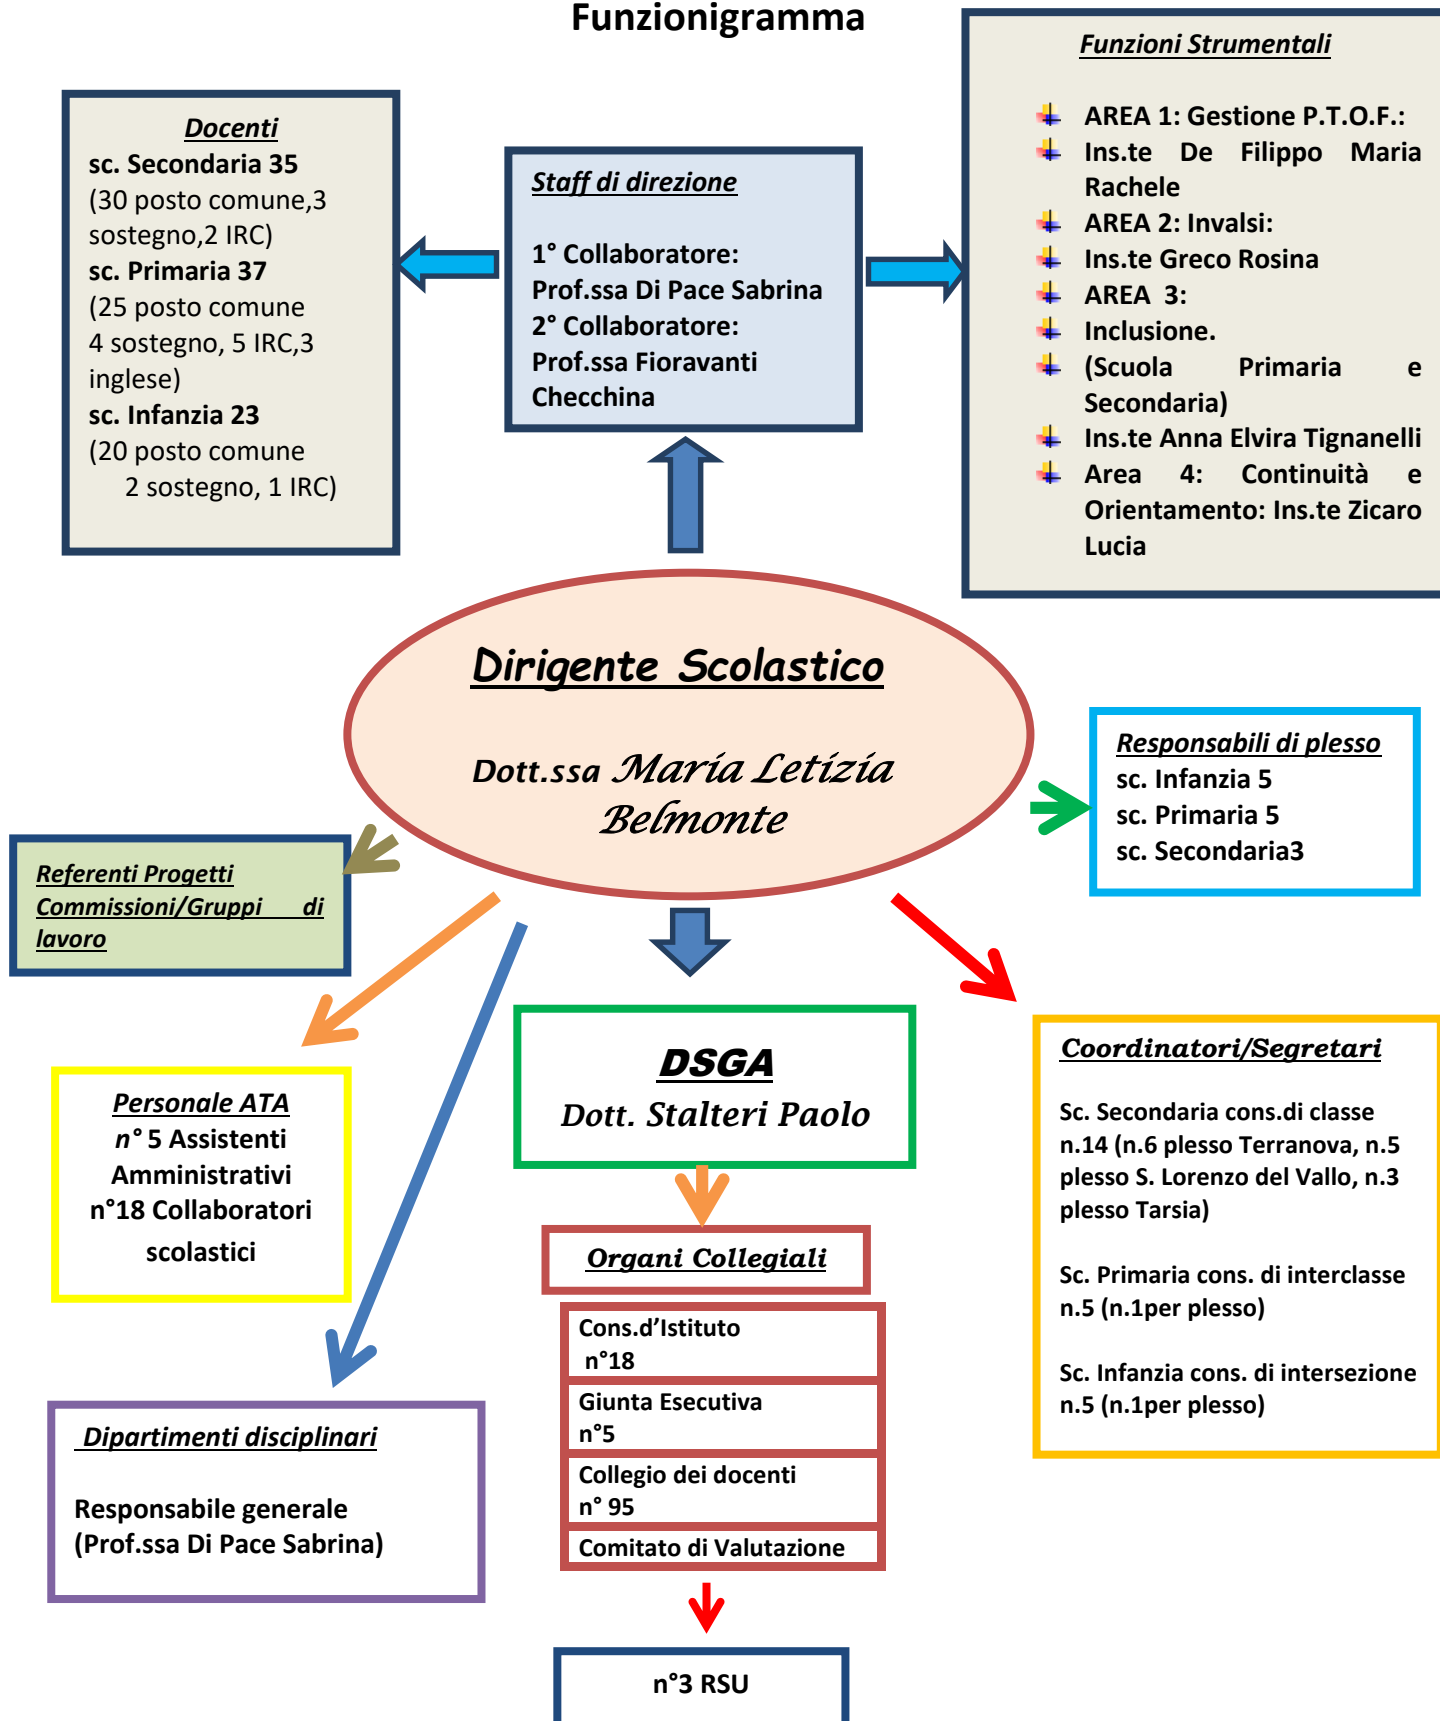 Funzionigramma
Docenti
sc. Secondaria 35
(30 posto comune,3
sostegno,2 IRC)
sc. Primaria 37
(25 posto comune
4 sostegno, 5 IRC,3
inglese)
sc. Infanzia 23
(20 posto comune
2 sostegno, 1 IRC)
Staff di direzione
1° Collaboratore:
Prof.ssa Di Pace Sabrina
2° Collaboratore:
Prof.ssa Fioravanti
Checchina
Funzioni Strumentali
AREA 1: Gestione P.T.O.F.:
Ins.te De Filippo Maria
Rachele
AREA 2: Invalsi:
Ins.te Greco Rosina
AREA 3:
Inclusione.
(Scuola Primaria e
Secondaria)
Ins.te Anna Elvira Tignanelli
Area 4: Continuità e
Orientamento: Ins.te Zicaro
Lucia
Dirigente Scolastico
Dott.ssa Maria Letizia
Belmonte
Responsabili di plesso
sc. Infanzia 5
sc. Primaria 5
sc. Secondaria3
Referenti Progetti
Commissioni/Gruppi di
lavoro
Personale ATA
n° 5 Assistenti
Amministrativi
n°18 Collaboratori
scolastici
DSGA
Dott. Stalteri Paolo
Coordinatori/Segretari
Sc. Secondaria cons.di classe
n.14 (n.6 plesso Terranova, n.5
plesso S. Lorenzo del Vallo, n.3
plesso Tarsia)
Sc. Primaria cons. di interclasse
n.5 (n.1per plesso)
Sc. Infanzia cons. di intersezione
n.5 (n.1per plesso)
Organi Collegiali
Cons.d’Istituto
n°18
Giunta Esecutiva
n°5
Collegio dei docenti
n° 95
Comitato di Valutazione
Dipartimenti disciplinari
Responsabile generale
(Prof.ssa Di Pace Sabrina)
n°3 RSU